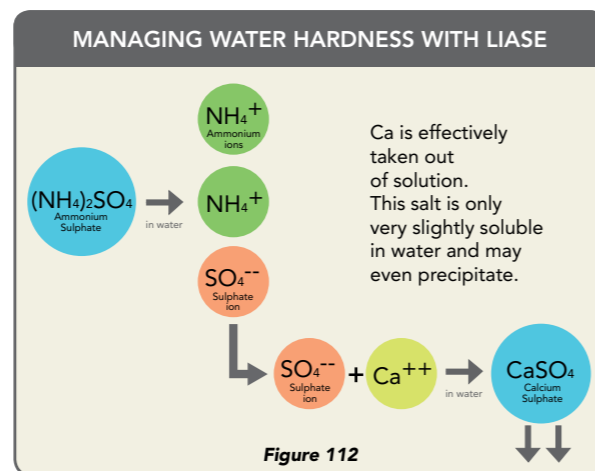 MANAGING WATER HARDNESS WITH LIASE
NH₄⁺
Ammonium
ions
(NH₄)₂SO₄
Ammonium
Sulphate
in water
NH₄⁺
SO₄⁻⁻
Sulphate
ion
Ca is effectively
taken out
of solution.
This salt is only
very slightly soluble
in water and may
even precipitate.
SO₄⁻⁻
Sulphate
ion
+
Ca⁺⁺
in water
CaSO₄
Calcium
Sulphate
Figure 112